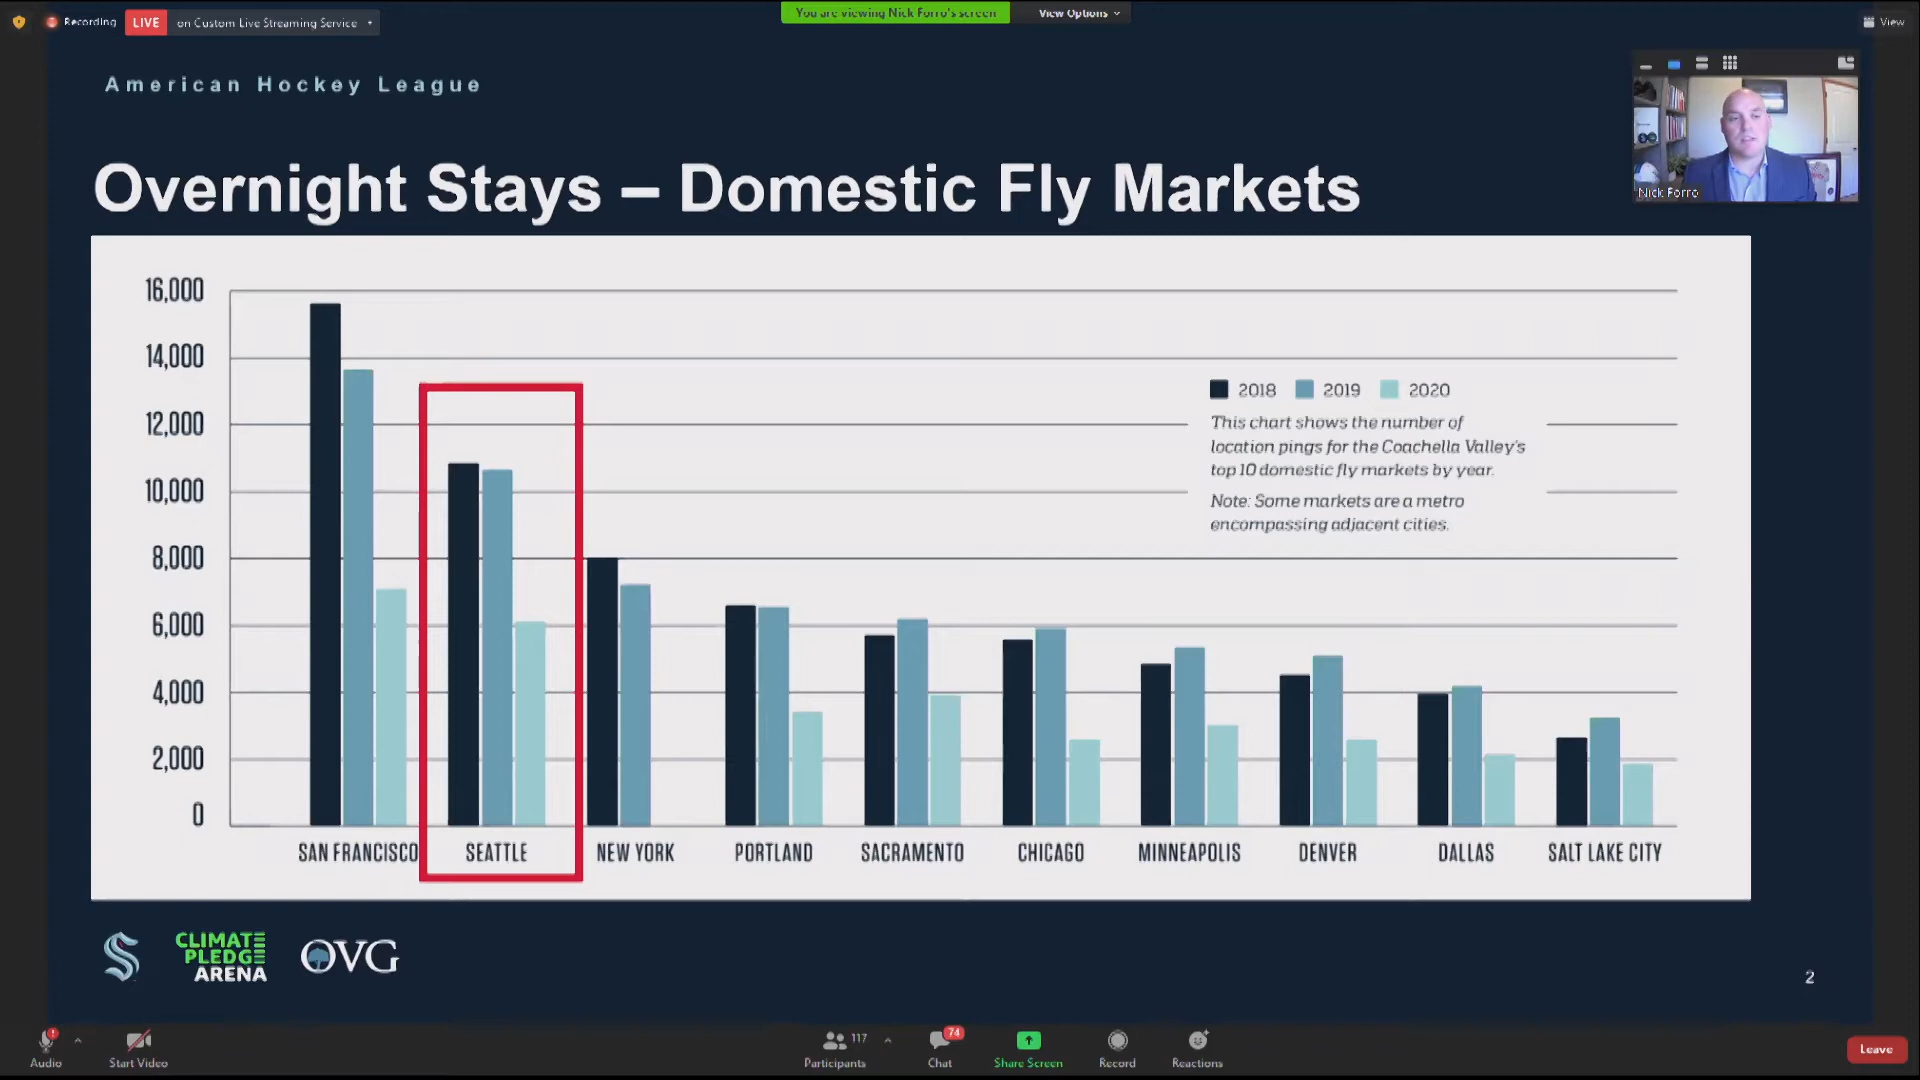 Recording
LIVE
on Custom Live Streaming Service
You are viewing Nick Forro's screen
View Options
View
American Hockey League
Nick Forro
Overnight Stays – Domestic Fly Markets
16,000
14,000
12,000
10,000
8,000
6,000
4,000
2,000
0
2018 2019 2020
This chart shows the number of
location pings for the Coachella Valley's
top 10 domestic fly markets by year.
Note: Some markets are a metro
encompassing adjacent cities.
SAN FRANCISCO SEATTLE NEW YORK PORTLAND SACRAMENTO CHICAGO MINNEAPOLIS DENVER DALLAS SALT LAKE CITY
CLIMATE
PLEDGE
ARENA
OVG
2
Audio
Start Video
117
Participants
74
Chat
Share Screen
Record
Reactions
Leave